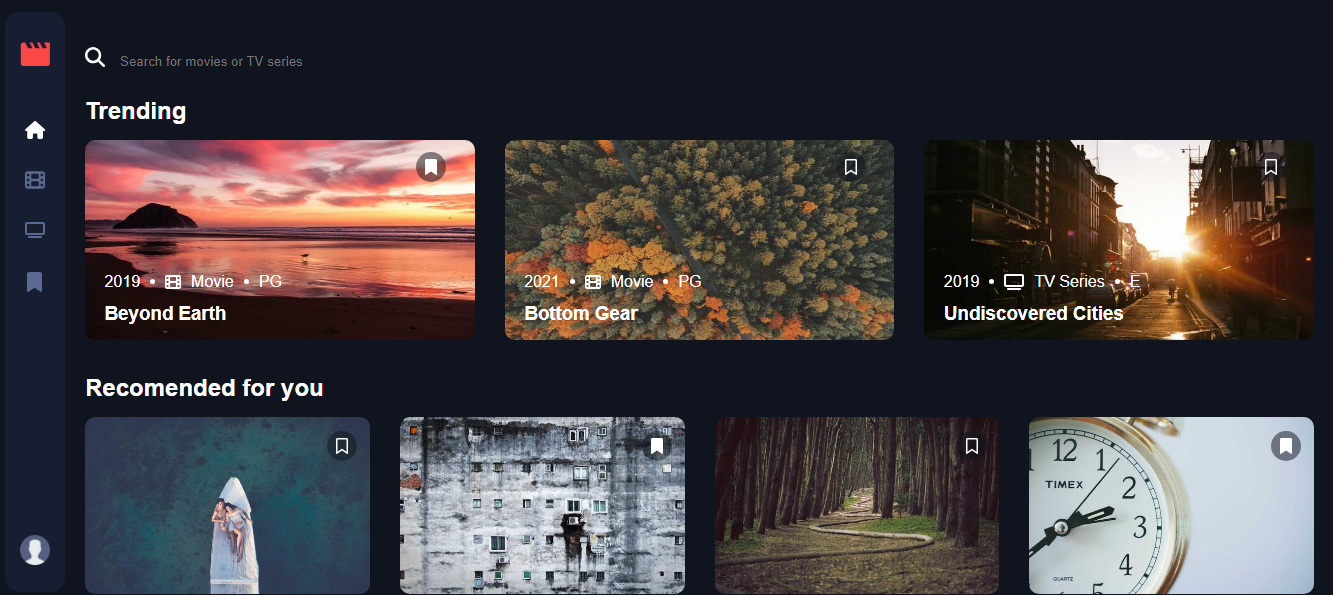 Search for movies or TV series
Trending
2019 • Movie • PG
Beyond Earth
2021 • Movie • PG
Bottom Gear
2019 • TV Series • E
Undiscovered Cities
Recomended for you
12
1
TIMEX
2
3
4
QUARTZ
5